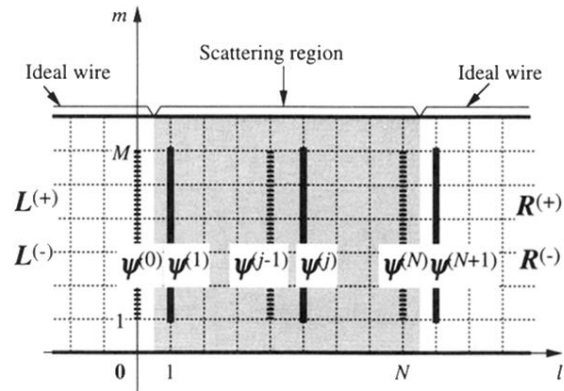 m
Scattering region
Ideal wire Ideal wire
M
L(+) R(+)
L(-) R(-)
ψ(0) ψ(1) ψ(j-1) ψ(j) ψ(N) ψ(N+1)
1
0 1 N l